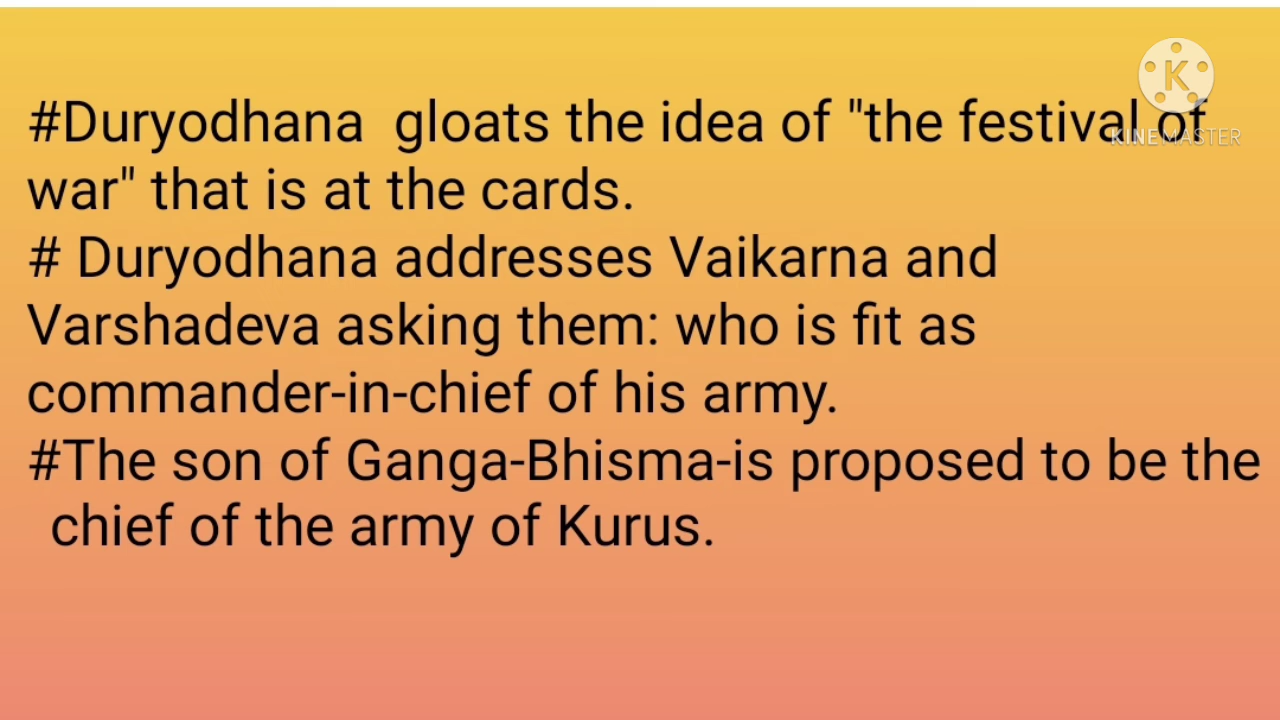 #Duryodhana  gloats the idea of "the festival of
war" that is at the cards.
# Duryodhana addresses Vaikarna and
Varshadeva asking them: who is fit as
commander-in-chief of his army.
#The son of Ganga-Bhisma-is proposed to be the
chief of the army of Kurus.
K
KINEMASTER